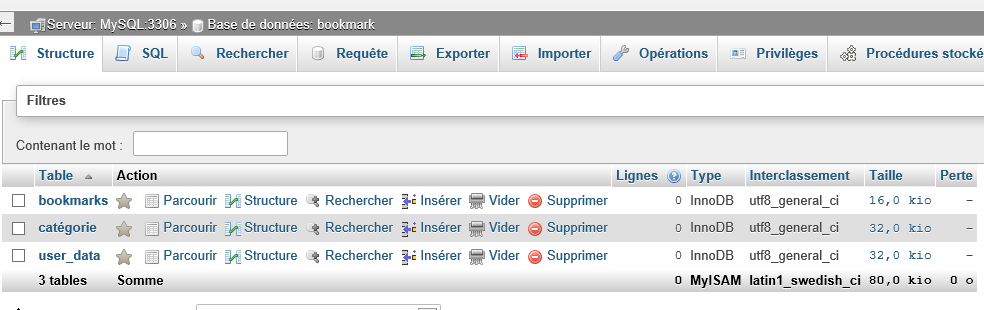 Serveur: MySQL:3306 » Base de données: bookmark
Structure SQL Rechercher Requête Exporter Importer Opérations Privilèges Procédures stocké
Filtres
Contenant le mot :
Table Action Lignes Type Interclassement Taille Perte
bookmarks Parcourir Structure Rechercher Insérer Vider Supprimer 0 InnoDB utf8_general_ci 16,0 kio -
catégorie Parcourir Structure Rechercher Insérer Vider Supprimer 0 InnoDB utf8_general_ci 32,0 kio -
user_data Parcourir Structure Rechercher Insérer Vider Supprimer 0 InnoDB utf8_general_ci 32,0 kio -
3 tables Somme 0 MyISAM latin1_swedish_ci 80,0 kio 0 o